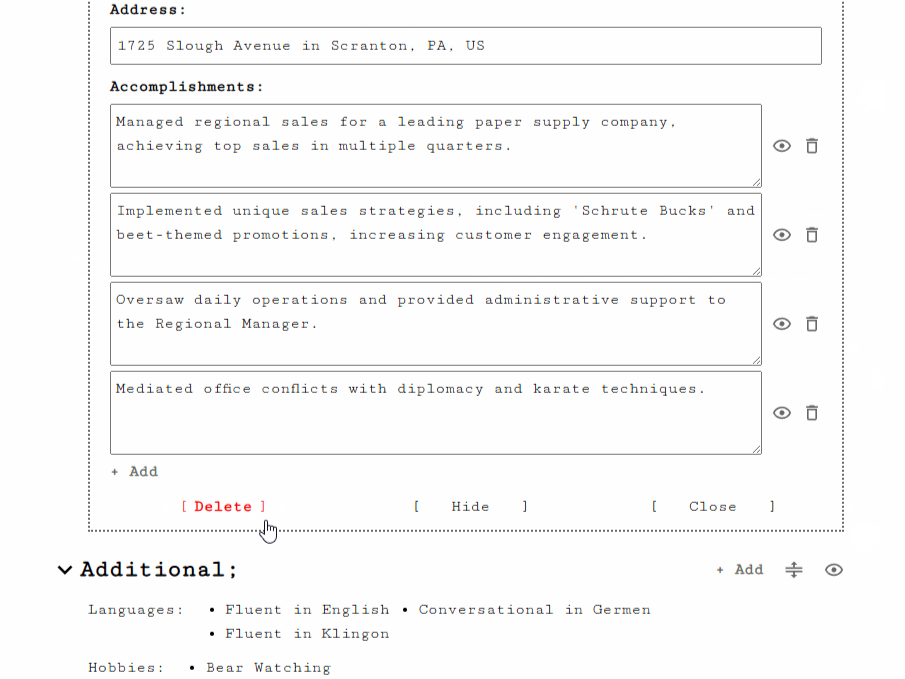 Address:
1725 Slough Avenue in Scranton, PA, US
Accomplishments:
Managed regional sales for a leading paper supply company,
achieving top sales in multiple quarters.
Implemented unique sales strategies, including 'Schrute Bucks' and
beet-themed promotions, increasing customer engagement.
Oversaw daily operations and provided administrative support to
the Regional Manager.
Mediated office conflicts with diplomacy and karate techniques.
+ Add
[ Delete ] [ Hide ] [ Close ]
Additional; + Add
Languages: • Fluent in English • Conversational in Germen
• Fluent in Klingon
Hobbies: • Bear Watching